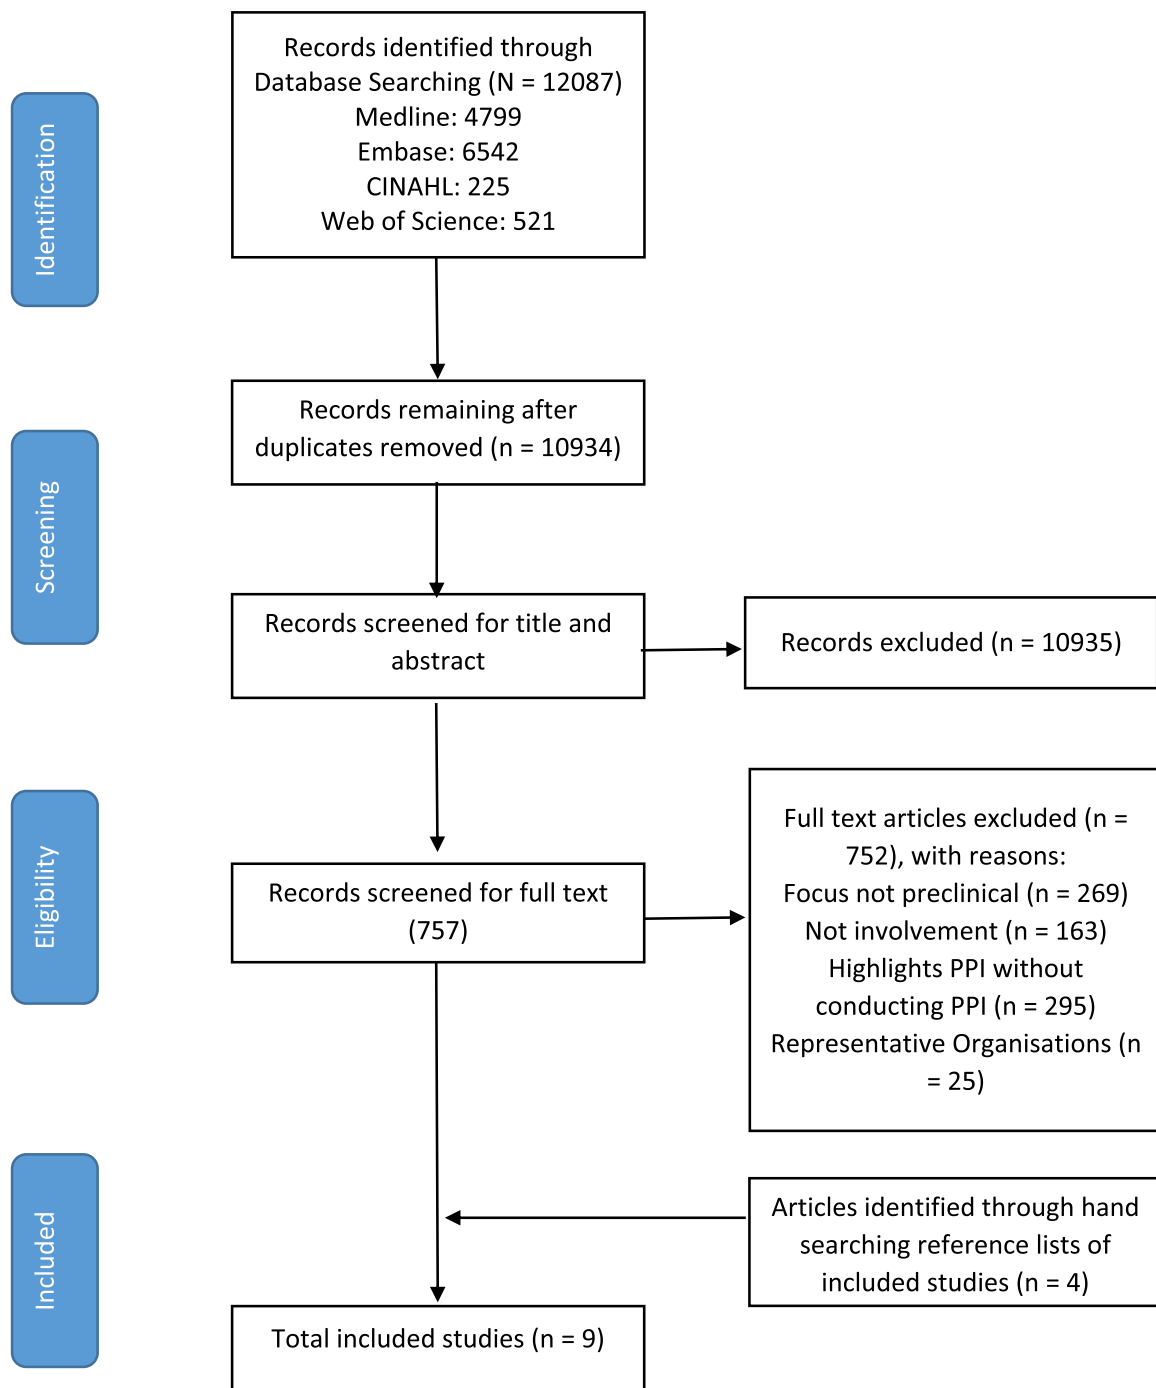 Identification
Records identified through
Database Searching (N = 12087)
Medline: 4799
Embase: 6542
CINAHL: 225
Web of Science: 521
Screening
Records remaining after
duplicates removed (n = 10934)
Records screened for title and
abstract
Records excluded (n = 10935)
Eligibility
Records screened for full text
(757)
Full text articles excluded (n =
752), with reasons:
Focus not preclinical (n = 269)
Not involvement (n = 163)
Highlights PPI without
conducting PPI (n = 295)
Representative Organisations (n
= 25)
Included
Articles identified through hand
searching reference lists of
included studies (n = 4)
Total included studies (n = 9)